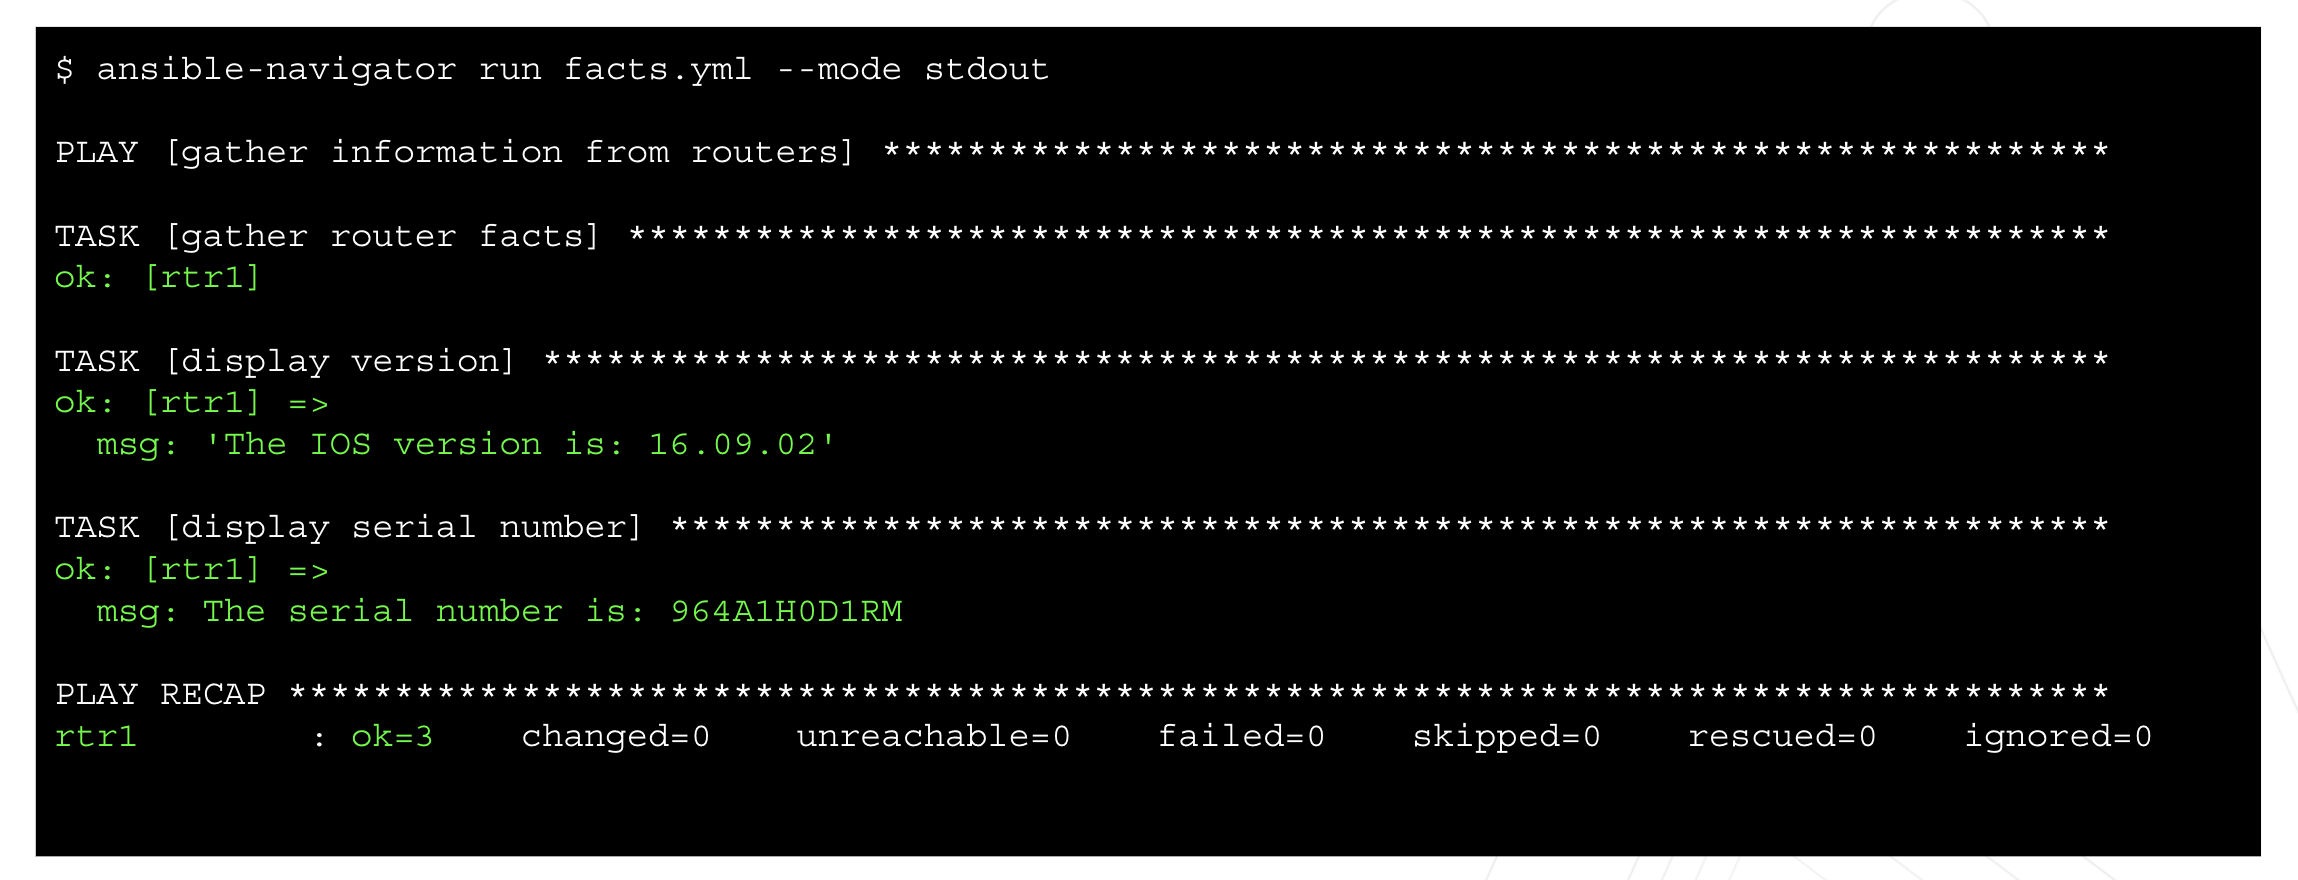 $ ansible-navigator run facts.yml --mode stdout
PLAY [gather information from routers] **********************************************************
TASK [gather router facts] **********************************************************************
ok: [rtr1]
TASK [display version] **************************************************************************
ok: [rtr1] =>
  msg: 'The IOS version is: 16.09.02'
TASK [display serial number] ********************************************************************
ok: [rtr1] =>
  msg: The serial number is: 964A1H0D1RM
PLAY RECAP **************************************************************************************
rtr1        : ok=3    changed=0    unreachable=0    failed=0    skipped=0    rescued=0    ignored=0